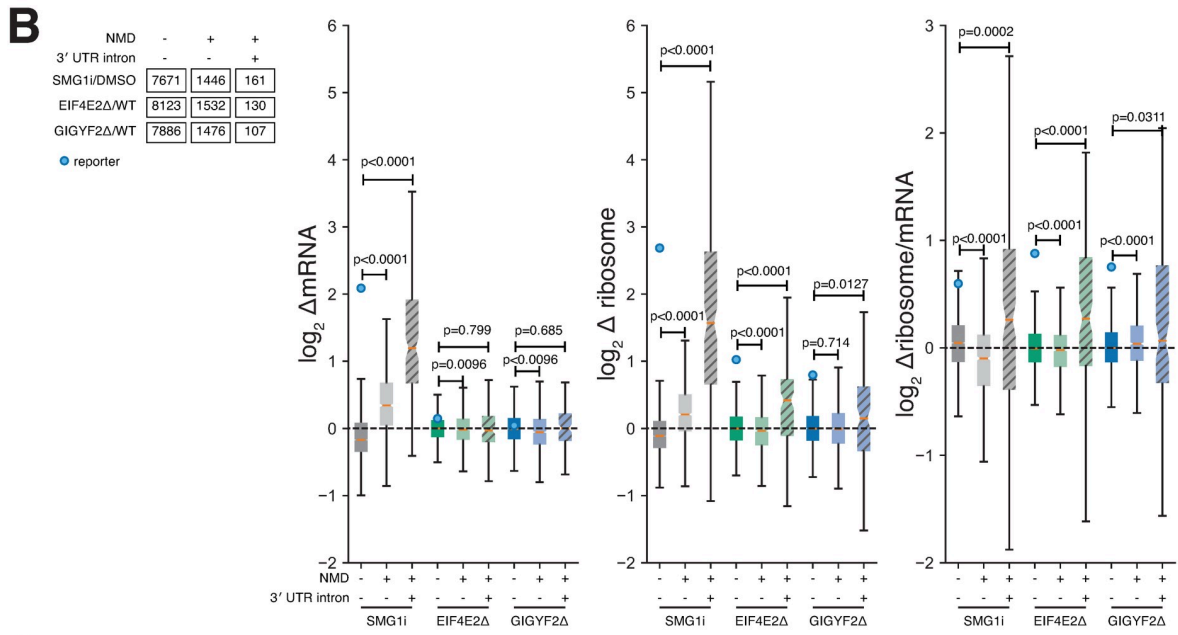 B
NMD - + +
3′ UTR intron - - +
SMG1i/DMSO 7671 1446 161
EIF4E2Δ/WT 8123 1532 130
GIGYF2Δ/WT 7886 1476 107
reporter
log2 ΔmRNA
6
5
4
3
2
1
0
−1
−2
p<0.0001
p<0.0001
p=0.799
p=0.0096
p=0.685
p<0.0096
NMD - + + - + + - + +
3′ UTR intron - - + - - + - - +
SMG1i EIF4E2Δ GIGYF2Δ
log2 Δ ribosome
6
5
4
3
2
1
0
−1
−2
p<0.0001
p<0.0001
p<0.0001
p<0.0001
p=0.0127
p=0.714
- + + - + + - + +
- - + - - + - - +
SMG1i EIF4E2Δ GIGYF2Δ
log2 Δribosome/mRNA
3
2
1
0
−1
−2
p=0.0002
p<0.0001
p<0.0001
p<0.0001
p=0.0311
p<0.0001
- + + - + + - + +
- - + - - + - - +
SMG1i EIF4E2Δ GIGYF2Δ